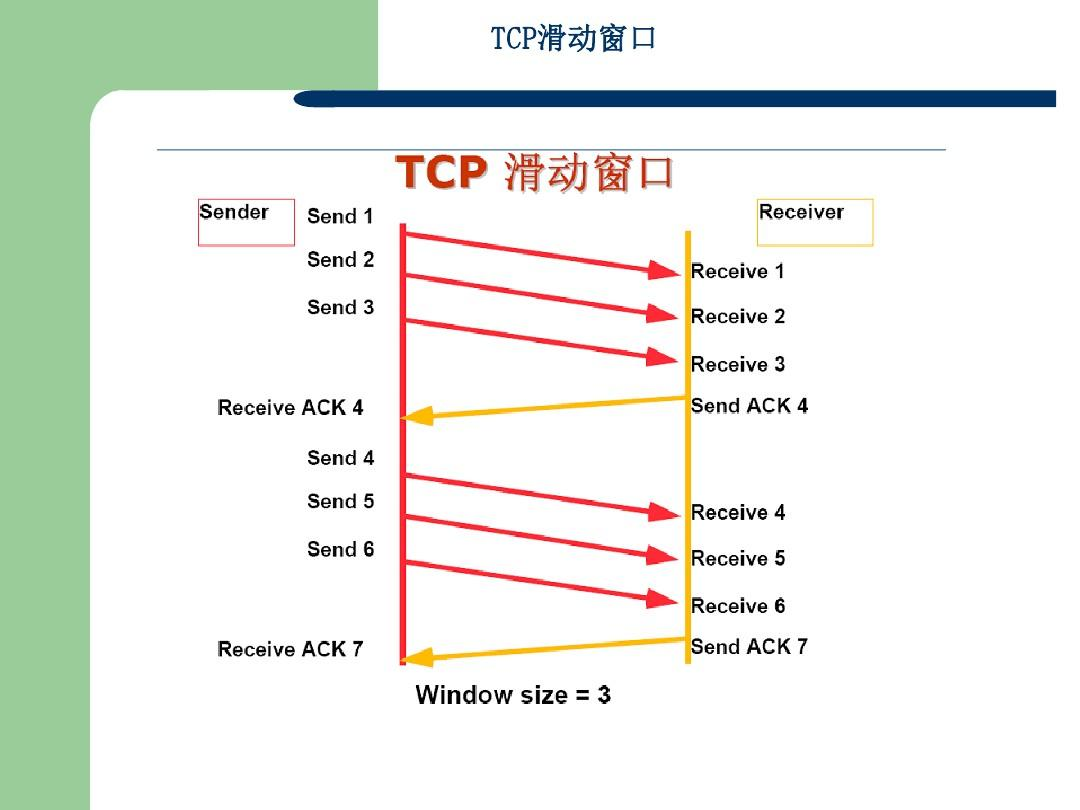 TCP滑动窗口
TCP 滑动窗口
Sender
Send 1
Receiver
Send 2
Receive 1
Send 3
Receive 2
Receive 3
Receive ACK 4
Send ACK 4
Send 4
Send 5
Receive 4
Send 6
Receive 5
Receive 6
Receive ACK 7
Send ACK 7
Window size = 3